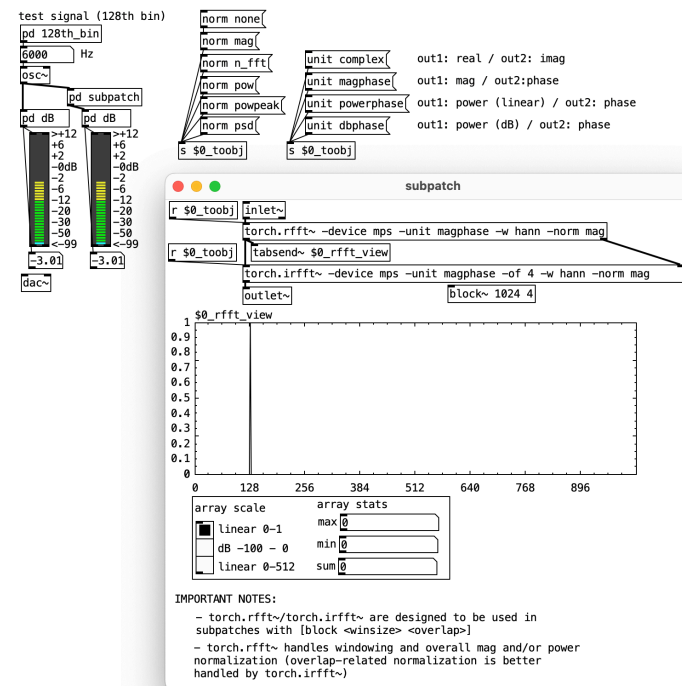 test signal (128th bin)
pd 128th_bin
6000 Hz
osc~
pd subpatch
pd dB
pd dB
>+12
+6
+2
-0dB
-2
-6
-12
-20
-30
-50
<-99
>+12
+6
+2
-0dB
-2
-6
-12
-20
-30
-50
<-99
-3.01
-3.01
dac~
norm none
norm mag
norm n_fft
norm pow
norm powpeak
norm psd
s $0_toobj
unit complex
out1: real / out2: imag
unit magphase
out1: mag / out2:phase
unit powerphase
out1: power (linear) / out2: phase
unit dbphase
out1: power (dB) / out2: phase
s $0_toobj
subpatch
r $0_toobj
inlet~
torch.rfft~ -device mps -unit magphase -w hann -norm mag
r $0_toobj
tabsend~ $0_rfft_view
torch.irfft~ -device mps -unit magphase -of 4 -w hann -norm mag
outlet~
block~ 1024 4
$0_rfft_view
1
0.9
0.8
0.7
0.6
0.5
0.4
0.3
0.2
0.1
0
0 128 256 384 512 640 768 896
array scale
linear 0-1
dB -100 - 0
linear 0-512
array stats
max 0
min 0
sum 0
IMPORTANT NOTES:
- torch.rfft~/torch.irfft~ are designed to be used in
subpatches with [block <winsize> <overlap>]
- torch.rfft~ handles windowing and overall mag and/or power
normalization (overlap-related normalization is better
handled by torch.irfft~)